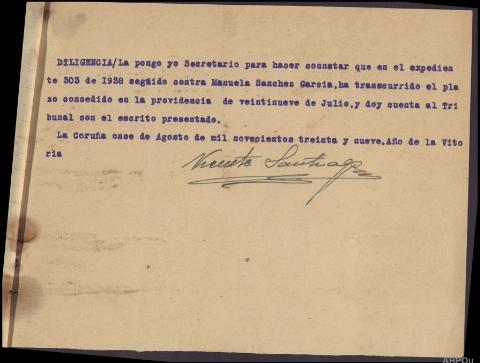 DILIGENCIA/La pongo yo Secretario para hacer connstar que en el expedien
te 303 de 1938 seguido contra Manuela Sanchez Garcia,ha transcurrido el pla
zo concedido en la providencia de veintinueve de Julio,y doy cuenta al Tri
bunal con el escrito presentado.
La Coruña once de Agosto de mil novecientos treinta y nueve.Año de la Vito
ria
Vicente Santiago
AHPOu